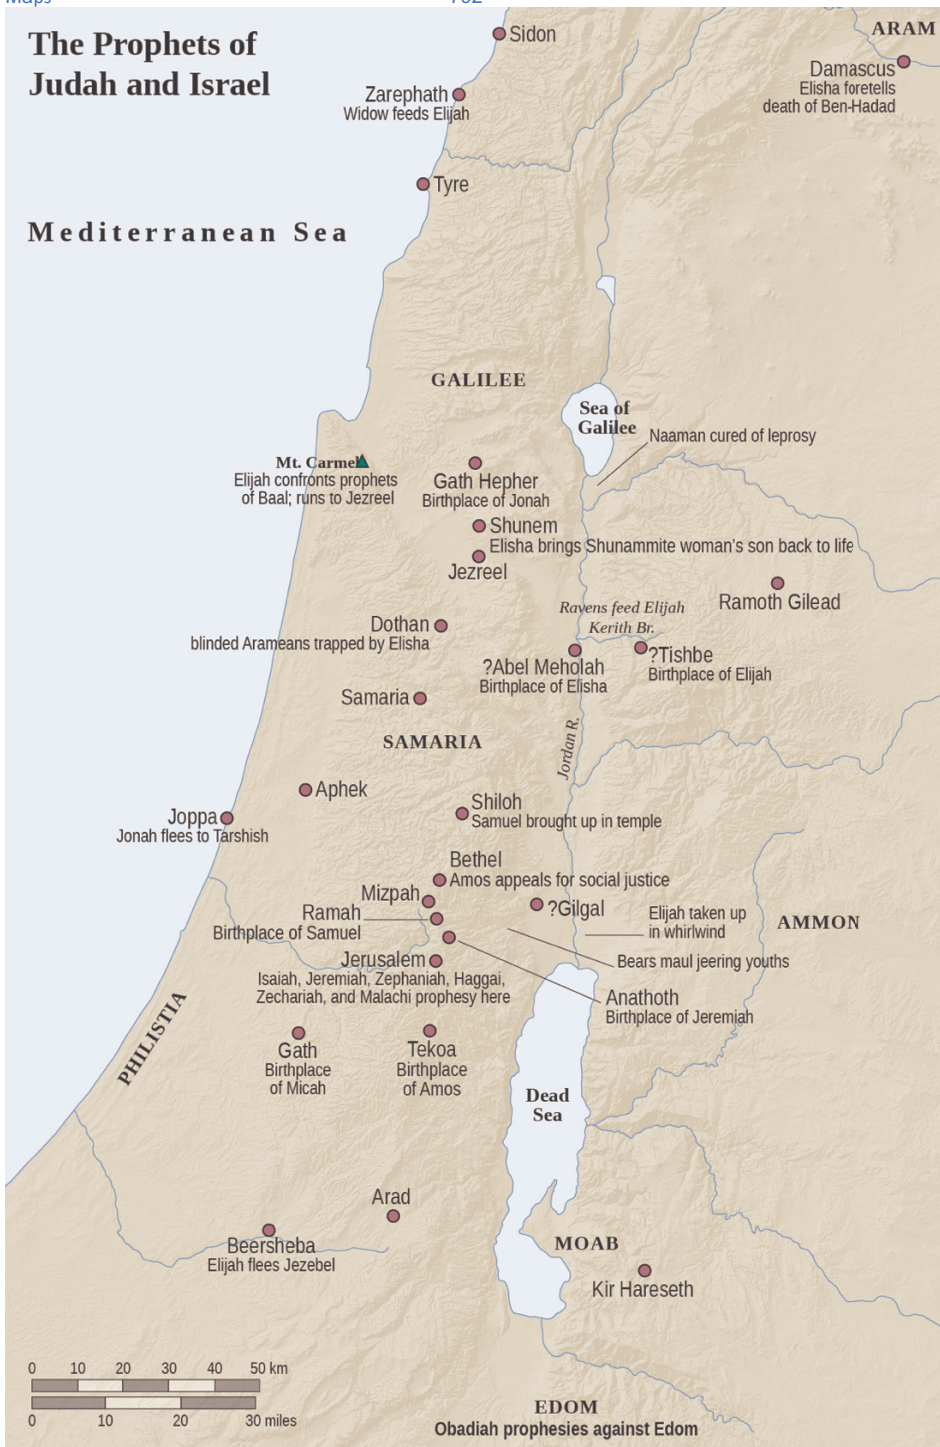 Maps 762
The Prophets of
Judah and Israel
Sidon
ARAM
Damascus
Elisha foretells
death of Ben-Hadad
Zarephath
Widow feeds Elijah
Tyre
Mediterranean Sea
GALILEE
Sea of
Galilee
Naaman cured of leprosy
Mt. Carmel
Elijah confronts prophets
of Baal; runs to Jezreel
Gath Hepher
Birthplace of Jonah
Shunem
Elisha brings Shunammite woman's son back to life
Jezreel
Ramoth Gilead
Ravens feed Elijah
Kerith Br.
Dothan
blinded Arameans trapped by Elisha
?Abel Meholah
Birthplace of Elisha
?Tishbe
Birthplace of Elijah
Samaria
SAMARIA
Jordan R.
Aphek
Shiloh
Samuel brought up in temple
Joppa
Jonah flees to Tarshish
Bethel
Amos appeals for social justice
Mizpah
?Gilgal
Ramah
Birthplace of Samuel
Elijah taken up
in whirlwind
AMMON
Bears maul jeering youths
Jerusalem
Isaiah, Jeremiah, Zephaniah, Haggai,
Zechariah, and Malachi prophesy here
Anathoth
Birthplace of Jeremiah
PHILISTIA
Gath
Birthplace
of Micah
Tekoa
Birthplace
of Amos
Dead
Sea
Arad
Beersheba
Elijah flees Jezebel
MOAB
Kir Hareseth
0 10 20 30 40 50 km
0 10 20 30 miles
EDOM
Obadiah prophesies against Edom